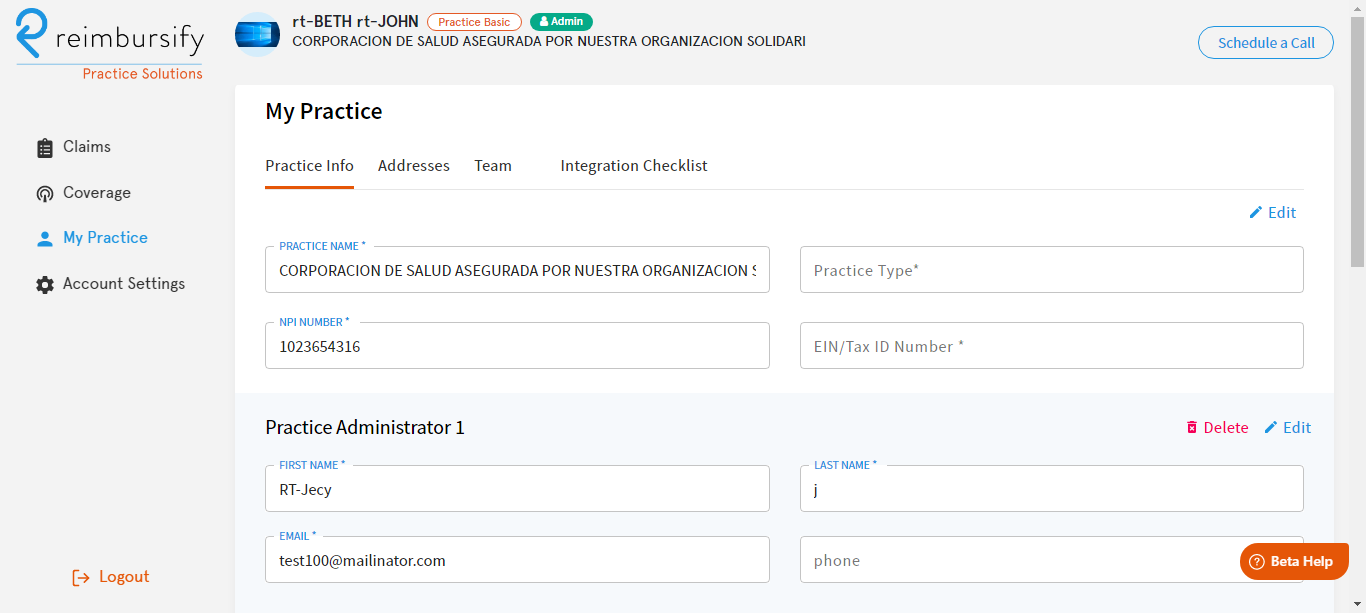 reimbursify
Practice Solutions
Claims
Coverage
My Practice
Account Settings
Logout
rt-BETH rt-JOHN Practice Basic Admin
CORPORACION DE SALUD ASEGURADA POR NUESTRA ORGANIZACION SOLIDARI
Schedule a Call
My Practice
Practice Info Addresses Team Integration Checklist
Edit
PRACTICE NAME *
CORPORACION DE SALUD ASEGURADA POR NUESTRA ORGANIZACION S
Practice Type*
NPI NUMBER *
1023654316
EIN/Tax ID Number *
Practice Administrator 1
Delete Edit
FIRST NAME *
RT-Jecy
LAST NAME *
j
EMAIL *
test100@mailinator.com
phone
Beta Help